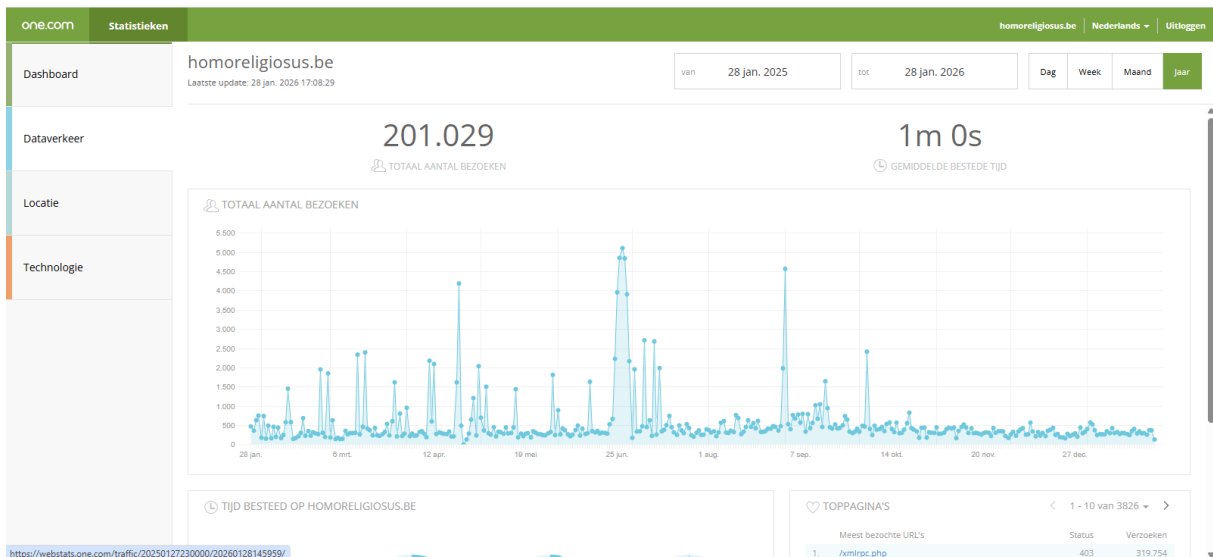 one.com
Statistieken
homoreligiosus.be
Nederlands
Uitloggen
Dashboard
Dataverkeer
Locatie
Technologie
homoreligiosus.be
Laatste update: 28 jan. 2026 17:08:29
van 28 jan. 2025
tot 28 jan. 2026
Dag
Week
Maand
Jaar
201.029
TOTAAL AANTAL BEZOEKEN
1m 0s
GEMIDDELDE BESTEDE TIJD
TOTAAL AANTAL BEZOEKEN
5.500
5.000
4.500
4.000
3.500
3.000
2.500
2.000
1.500
1.000
500
0
28 jan.
6 mrt.
12 apr.
19 mei
25 jun.
1 aug.
7 sep.
14 okt.
20 nov.
27 dec.
TIJD BESTEED OP HOMORELIGIOSUS.BE
TOPPAGINA'S
1 - 10 van 3826
Meest bezochte URL's
Status
Verzoeken
1. /xmlrpc.php
403
319.754
https://webstats.one.com/traffic/20250127230000/20260128145959/